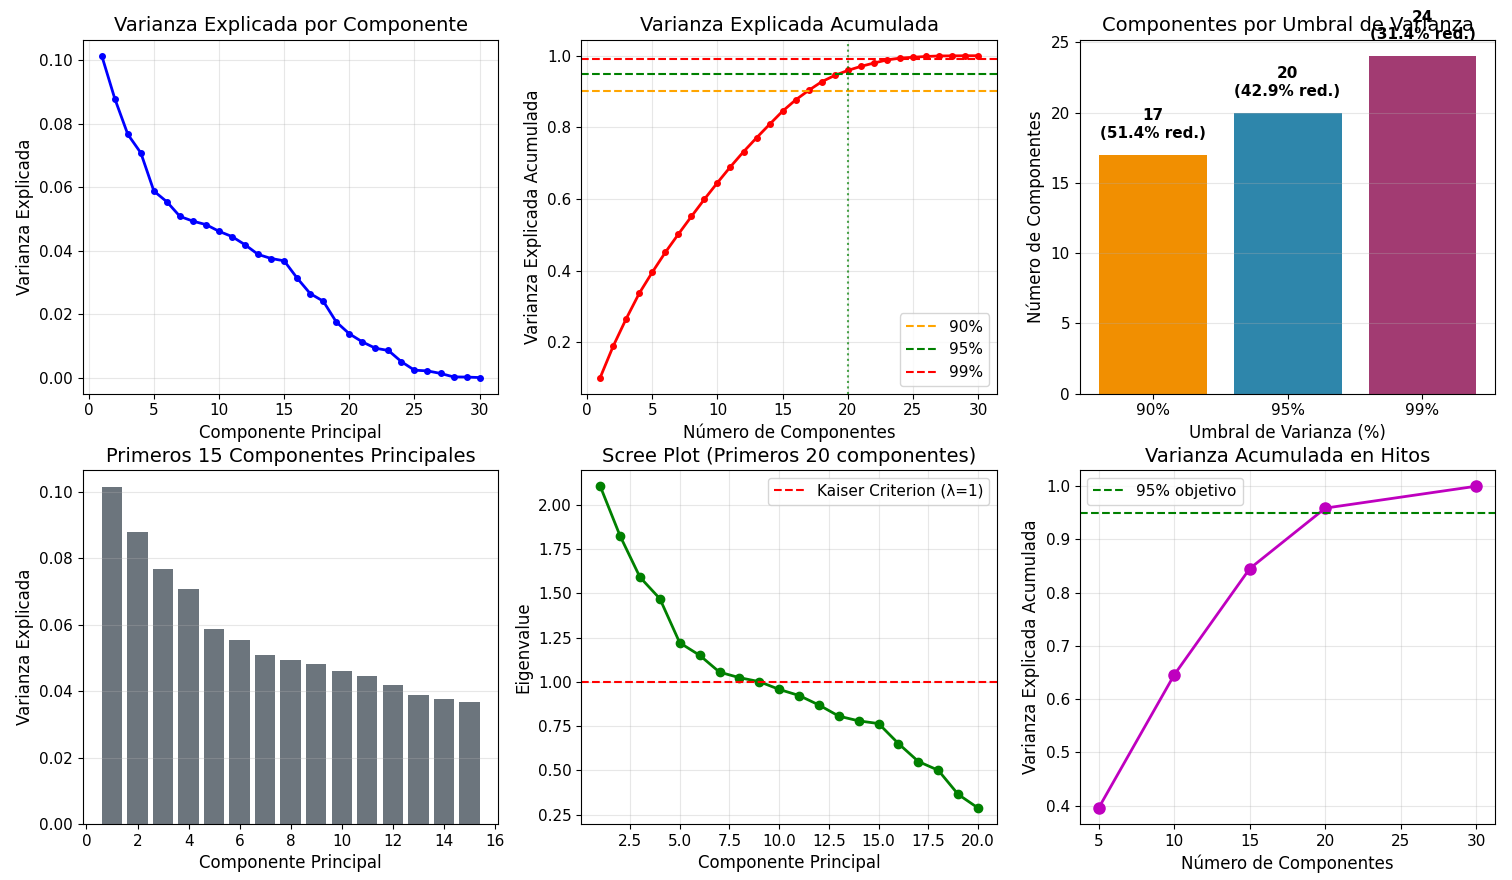 Varianza Explicada por Componente
Varianza Explicada
0.10
0.08
0.06
0.04
0.02
0.00
0 5 10 15 20 25 30
Componente Principal
Varianza Explicada Acumulada
Varianza Explicada Acumulada
1.0
0.8
0.6
0.4
0.2
90%
95%
99%
0 5 10 15 20 25 30
Número de Componentes
Componentes por Umbral de Varianza
Número de Componentes
25
20
15
10
5
0
17
(51.4% red.)
20
(42.9% red.)
24
(31.4% red.)
90% 95% 99%
Umbral de Varianza (%)
Primeros 15 Componentes Principales
Varianza Explicada
0.10
0.08
0.06
0.04
0.02
0.00
0 2 4 6 8 10 12 14 16
Componente Principal
Scree Plot (Primeros 20 componentes)
Eigenvalue
2.00
1.75
1.50
1.25
1.00
0.75
0.50
0.25
Kaiser Criterion (λ=1)
2.5 5.0 7.5 10.0 12.5 15.0 17.5 20.0
Componente Principal
Varianza Acumulada en Hitos
Varianza Explicada Acumulada
1.0
0.9
0.8
0.7
0.6
0.5
0.4
95% objetivo
5 10 15 20 25 30
Número de Componentes